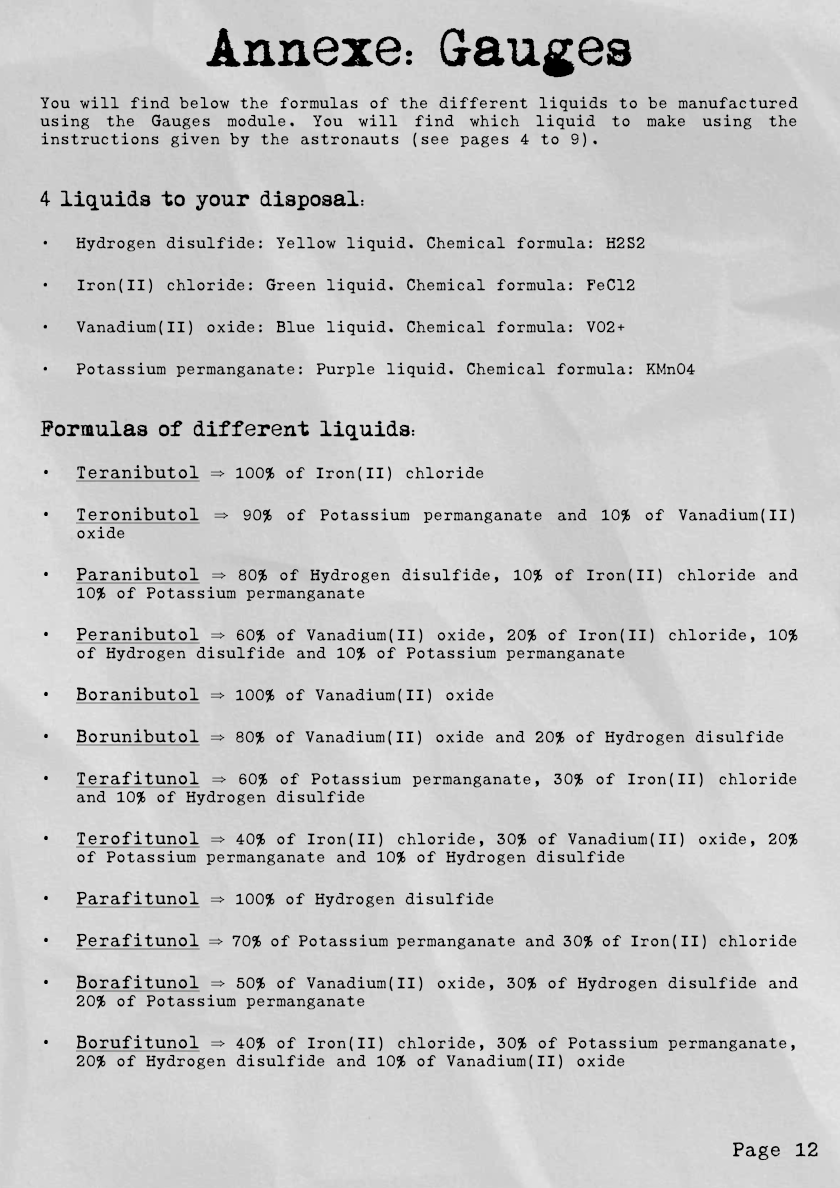 Annexe: Gauges
You will find below the formulas of the different liquids to be manufactured
using the Gauges module. You will find which liquid to make using the
instructions given by the astronauts (see pages 4 to 9).
4 liquids to your disposal:
• Hydrogen disulfide: Yellow liquid. Chemical formula: H2S2
• Iron(II) chloride: Green liquid. Chemical formula: FeCl2
• Vanadium(II) oxide: Blue liquid. Chemical formula: VO2+
• Potassium permanganate: Purple liquid. Chemical formula: KMnO4
Formulas of different liquids:
• Teranibutol ⇒ 100% of Iron(II) chloride
• Teronibutol ⇒ 90% of Potassium permanganate and 10% of Vanadium(II)
oxide
• Paranibutol ⇒ 80% of Hydrogen disulfide, 10% of Iron(II) chloride and
10% of Potassium permanganate
• Peranibutol ⇒ 60% of Vanadium(II) oxide, 20% of Iron(II) chloride, 10%
of Hydrogen disulfide and 10% of Potassium permanganate
• Boranibutol ⇒ 100% of Vanadium(II) oxide
• Borunibutol ⇒ 80% of Vanadium(II) oxide and 20% of Hydrogen disulfide
• Terafitunol ⇒ 60% of Potassium permanganate, 30% of Iron(II) chloride
and 10% of Hydrogen disulfide
• Terofitunol ⇒ 40% of Iron(II) chloride, 30% of Vanadium(II) oxide, 20%
of Potassium permanganate and 10% of Hydrogen disulfide
• Parafitunol ⇒ 100% of Hydrogen disulfide
• Perafitunol ⇒ 70% of Potassium permanganate and 30% of Iron(II) chloride
• Borafitunol ⇒ 50% of Vanadium(II) oxide, 30% of Hydrogen disulfide and
20% of Potassium permanganate
• Borufitunol ⇒ 40% of Iron(II) chloride, 30% of Potassium permanganate,
20% of Hydrogen disulfide and 10% of Vanadium(II) oxide
Page 12